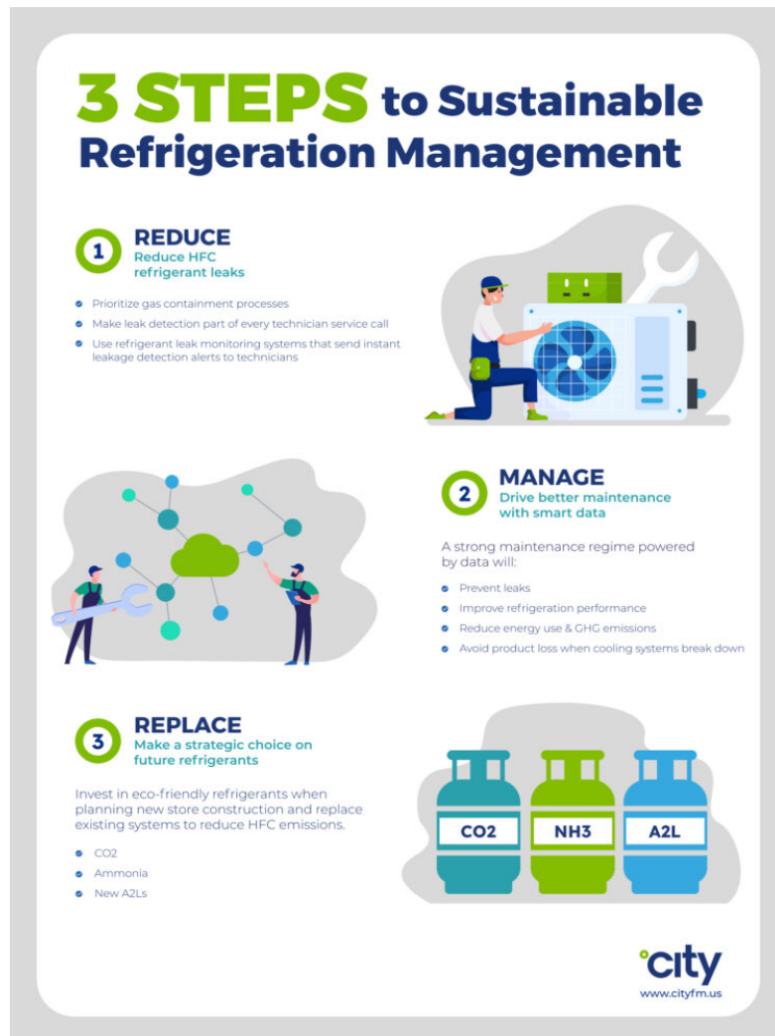 3 STEPS to Sustainable
Refrigeration Management
1
REDUCE
Reduce HFC
refrigerant leaks
Prioritize gas containment processes
Make leak detection part of every technician service call
Use refrigerant leak monitoring systems that send instant
leakage detection alerts to technicians
2
MANAGE
Drive better maintenance
with smart data
A strong maintenance regime powered
by data will:
Prevent leaks
Improve refrigeration performance
Reduce energy use & GHG emissions
Avoid product loss when cooling systems break down
3
REPLACE
Make a strategic choice on
future refrigerants
Invest in eco-friendly refrigerants when
planning new store construction and replace
existing systems to reduce HFC emissions.
CO2
Ammonia
New A2Ls
CO2
NH3
A2L
city
www.cityfm.us